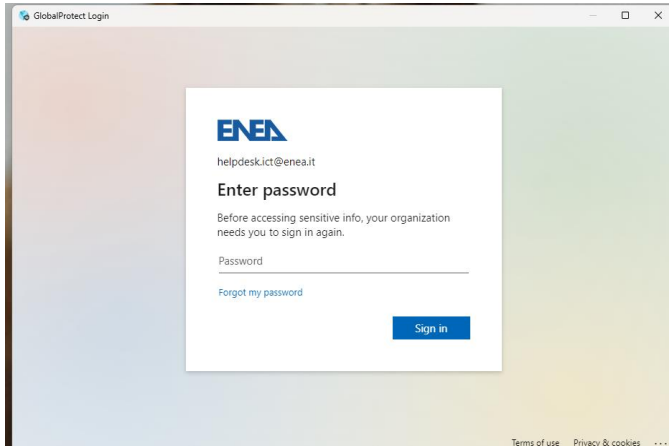 GlobalProtect Login
ENEA
helpdesk.ict@enea.it
Enter password
Before accessing sensitive info, your organization
needs you to sign in again.
Password
Forgot my password
Sign in
Terms of use Privacy & cookies ...